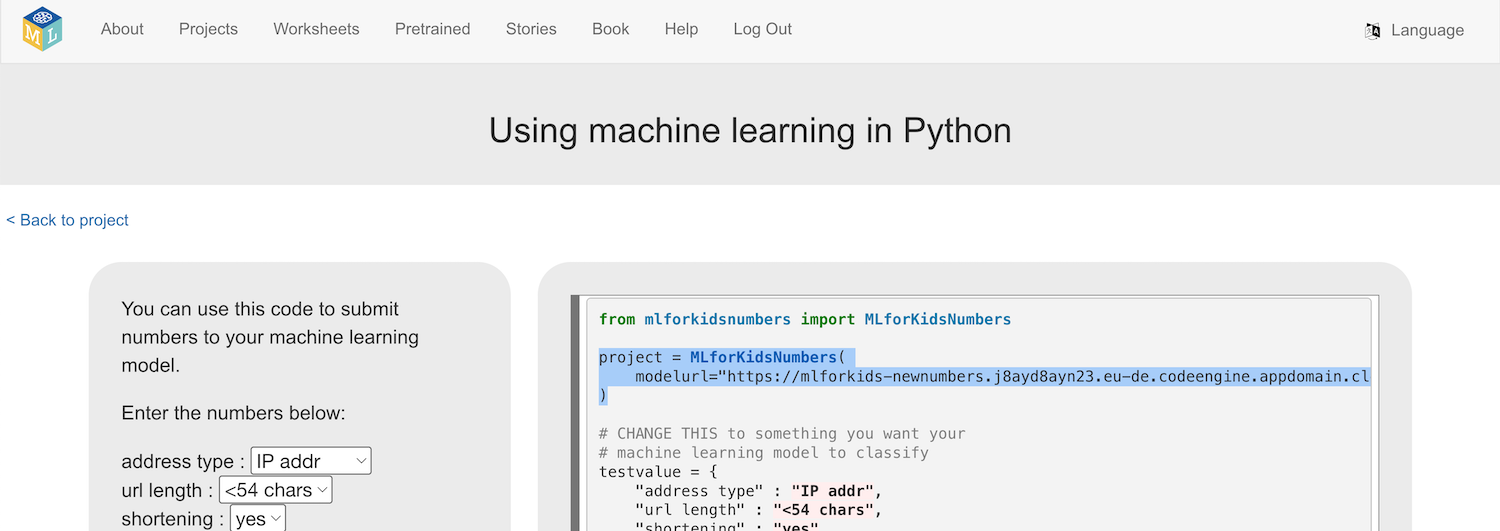 M L
About Projects Worksheets Pretrained Stories Book Help Log Out
Language
Using machine learning in Python
< Back to project
You can use this code to submit
numbers to your machine learning
model.
Enter the numbers below:
address type : IP addr
url length : <54 chars
shortening : yes
from mlforkidsnumbers import MLforKidsNumbers
project = MLforKidsNumbers(
modelurl="https://mlforkids-newnumbers.j8ayd8ayn23.eu-de.codeengine.appdomain.cl
)
# CHANGE THIS to something you want your
# machine learning model to classify
testvalue = {
"address type" : "IP addr",
"url length" : "<54 chars",
"shortening" : "yes"